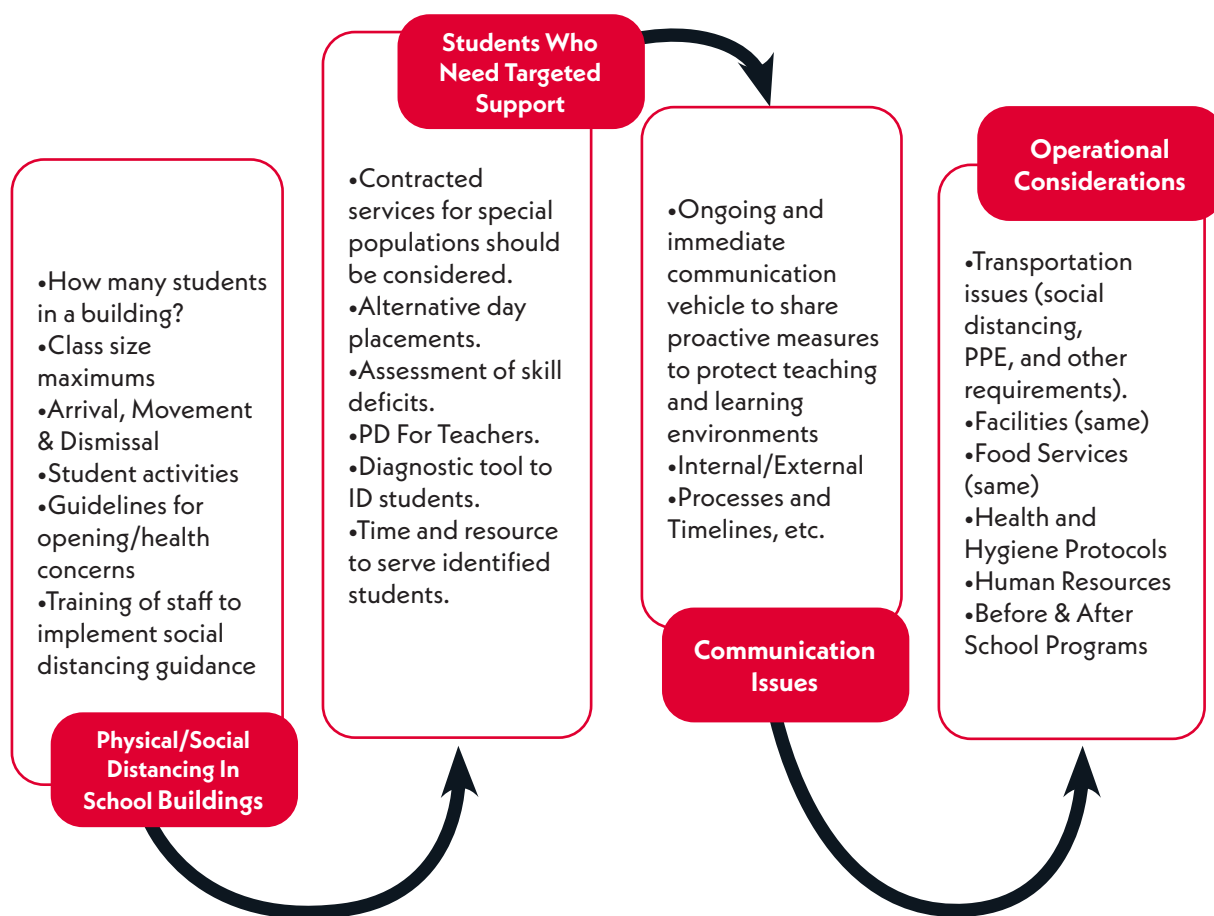 •How many students
in a building?
•Class size
maximums
•Arrival, Movement
& Dismissal
•Student activities
•Guidelines for
opening/health
concerns
•Training of staff to
implement social
distancing guidance
Physical/Social
Distancing In
School Buildings
Students Who
Need Targeted
Support
•Contracted
services for special
populations should
be considered.
•Alternative day
placements.
•Assessment of skill
deficits.
•PD For Teachers.
•Diagnostic tool to
ID students.
•Time and resource
to serve identified
students.
•Ongoing and
immediate
communication
vehicle to share
proactive measures
to protect teaching
and learning
environments
•Internal/External
•Processes and
Timelines, etc.
Communication
Issues
Operational
Considerations
•Transportation
issues (social
distancing,
PPE, and other
requirements).
•Facilities (same)
•Food Services
(same)
•Health and
Hygiene Protocols
•Human Resources
•Before & After
School Programs